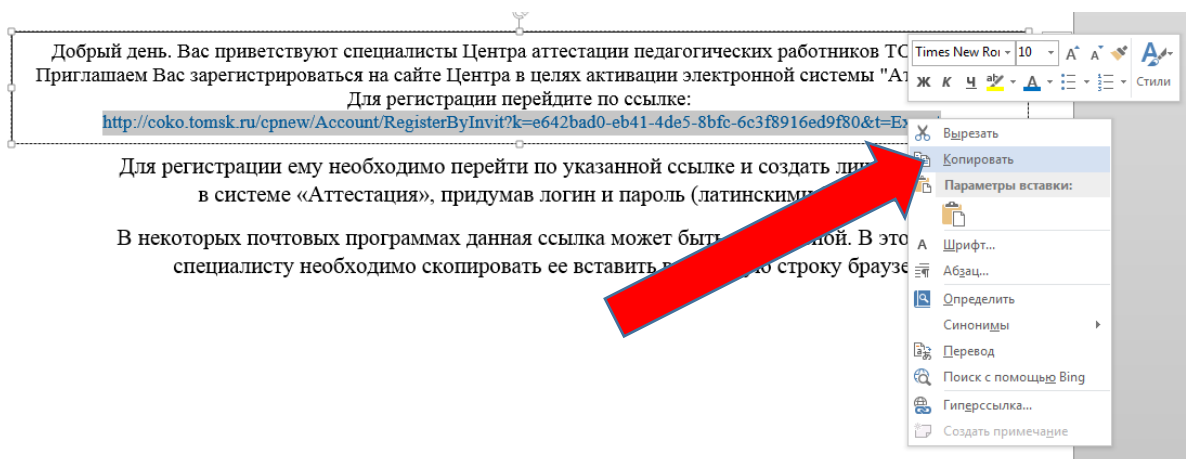 Добрый день. Вас приветствуют специалисты Центра аттестации педагогических работников ТО
Приглашаем Вас зарегистрироваться на сайте Центра в целях активации электронной системы "А
Для регистрации перейдите по ссылке:
http://coko.tomsk.ru/cpnew/Account/RegisterByInvit?k=e642bad0-eb41-4de5-8bfc-6c3f8916ed9f80&t=Ex
Для регистрации ему необходимо перейти по указанной ссылке и создать
в системе «Аттестация», придумав логин и пароль (латинскими
В некоторых почтовых программах данная ссылка может быть В
специалисту необходимо скопировать ее вставить строку
Times New Ro 10
Ж К Ч Стили
Вырезать
Копировать
Параметры вставки:
Шрифт...
Абзац...
Определить
Синонимы
Перевод
Поиск с помощью Bing
Гиперссылка...
Создать примечание